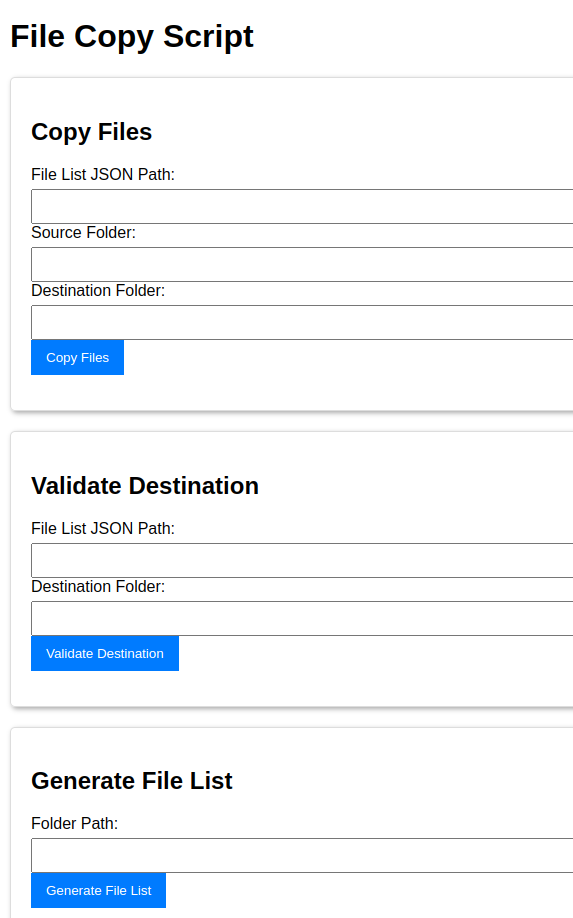 File Copy Script
Copy Files
File List JSON Path:
Source Folder:
Destination Folder:
Copy Files
Validate Destination
File List JSON Path:
Destination Folder:
Validate Destination
Generate File List
Folder Path:
Generate File List